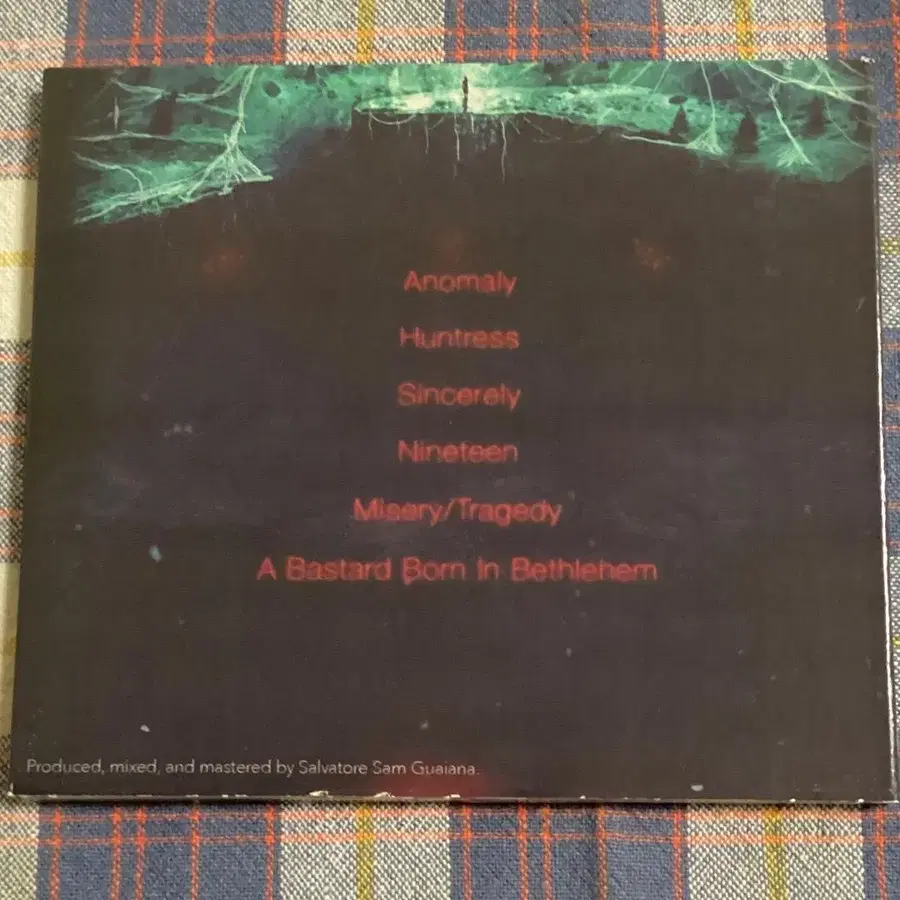 Anomaly
Huntress
Sincerely
Nineteen
Misery/Tragedy
A Bastard Born In Bethlehem
Produced, mixed, and mastered by Salvatore Sam Guaiana.